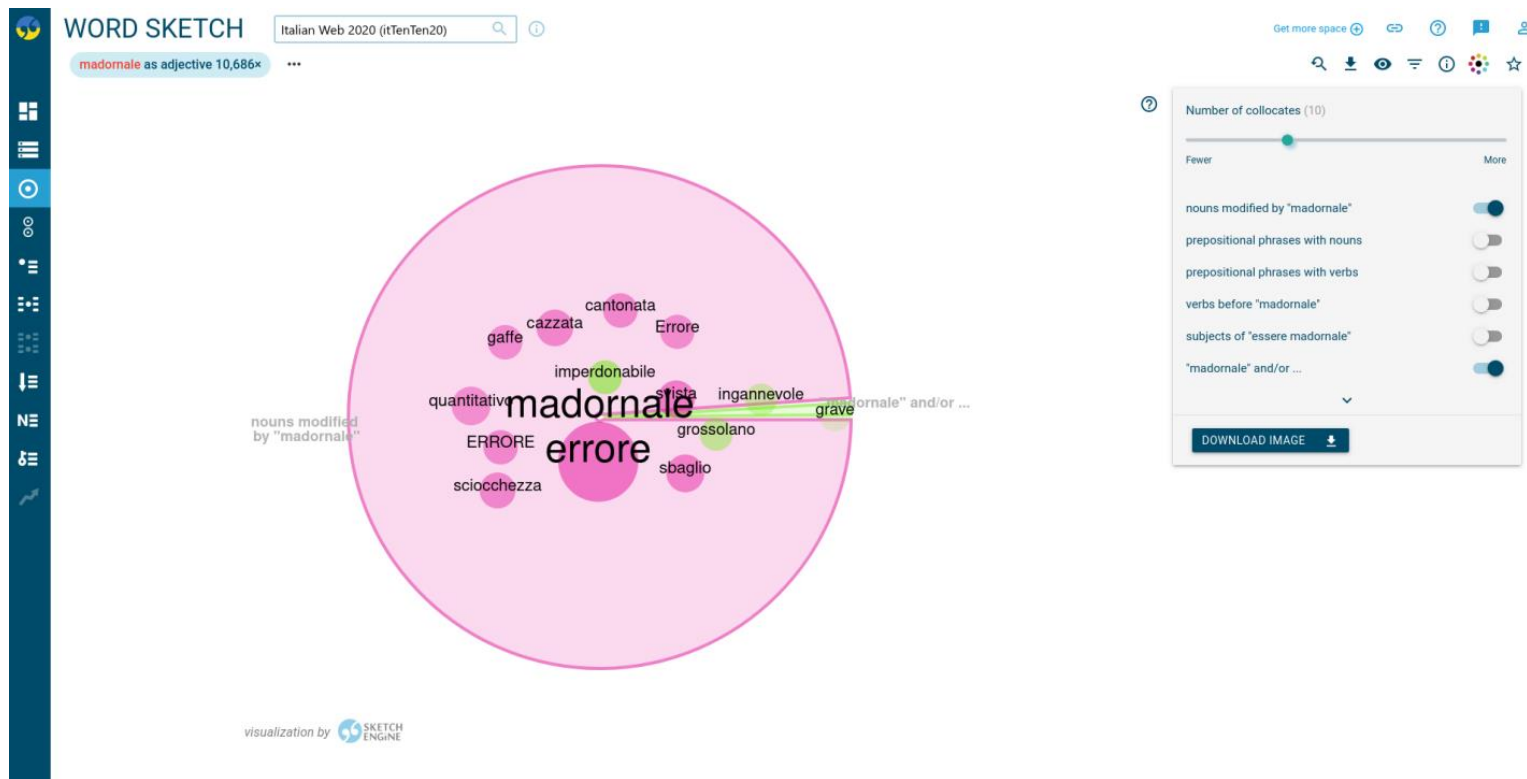 WORD SKETCH
Italian Web 2020 (itTenTen20)
Get more space
madornale as adjective 10,686×
Number of collocates (10)
Fewer
More
nouns modified by "madornale"
prepositional phrases with nouns
prepositional phrases with verbs
verbs before "madornale"
subjects of "essere madornale"
"madornale" and/or ...
DOWNLOAD IMAGE
cantonata
cazzata
Errore
gaffe
imperdonabile
svista
ingannevole
quantitativo
madornale
"madornale" and/or ...
grave
nouns modified
by "madornale"
grossolano
ERRORE
errore
sbaglio
sciocchezza
visualization by
SKETCH
ENGINE